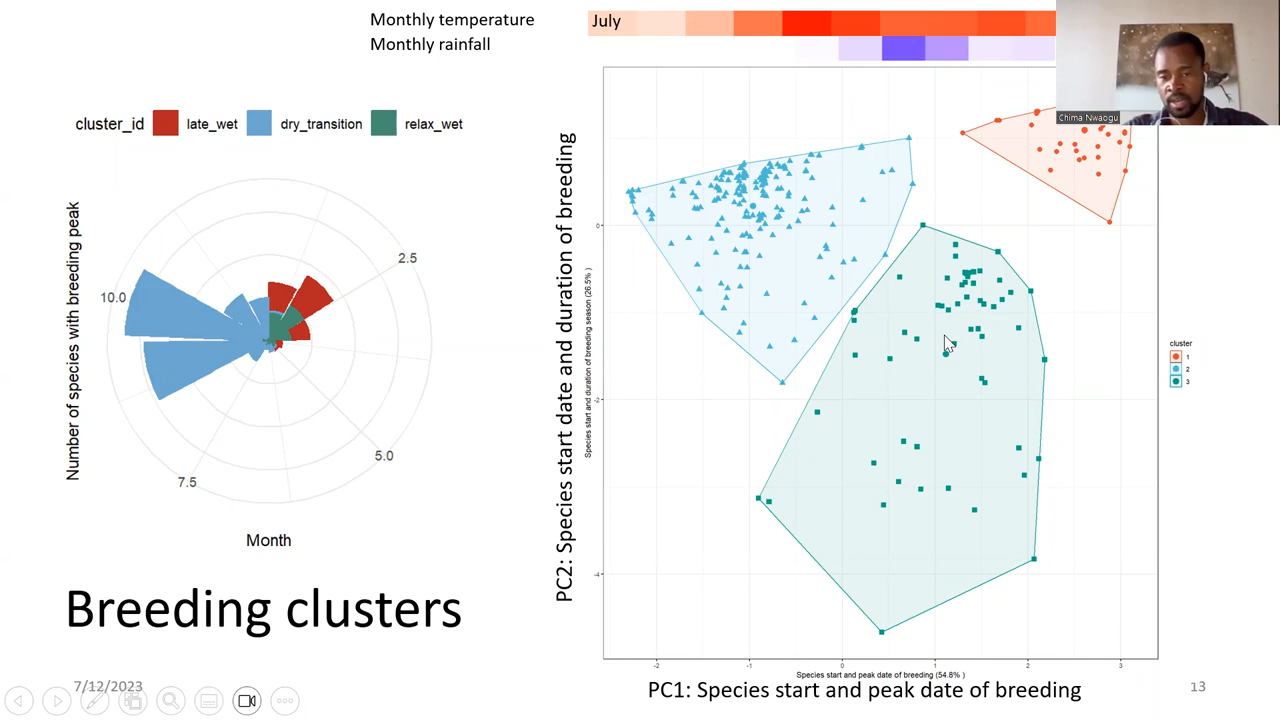 Monthly temperature
Monthly rainfall
July
Chima Nwaogu
cluster_id
late_wet
dry_transition
relax_wet
Number of species with breeding peak
10.0
2.5
5.0
7.5
Month
Breeding clusters
7/12/2023
PC2: Species start date and duration of breeding
Species start and duration of breeding season (26.5% )
0
-2
-4
-2
-1
0
1
2
3
Species start and peak date of breeding (54.8% )
PC1: Species start and peak date of breeding
cluster
1
2
3
13